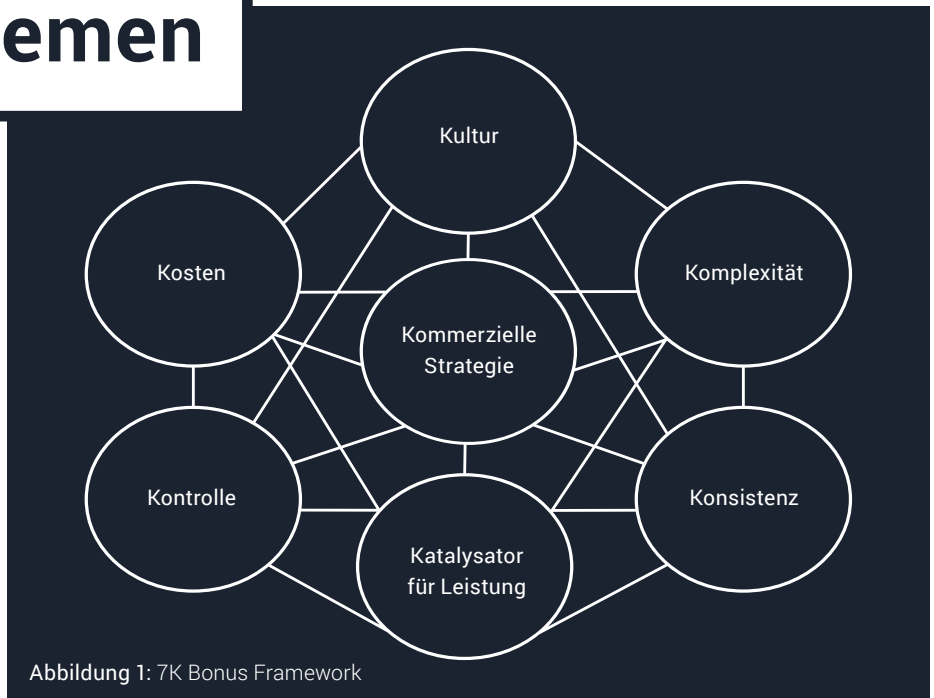 emen
Kultur
Kosten
Komplexität
Kommerzielle
Strategie
Kontrolle
Konsistenz
Katalysator
für Leistung
Abbildung 1: 7K Bonus Framework